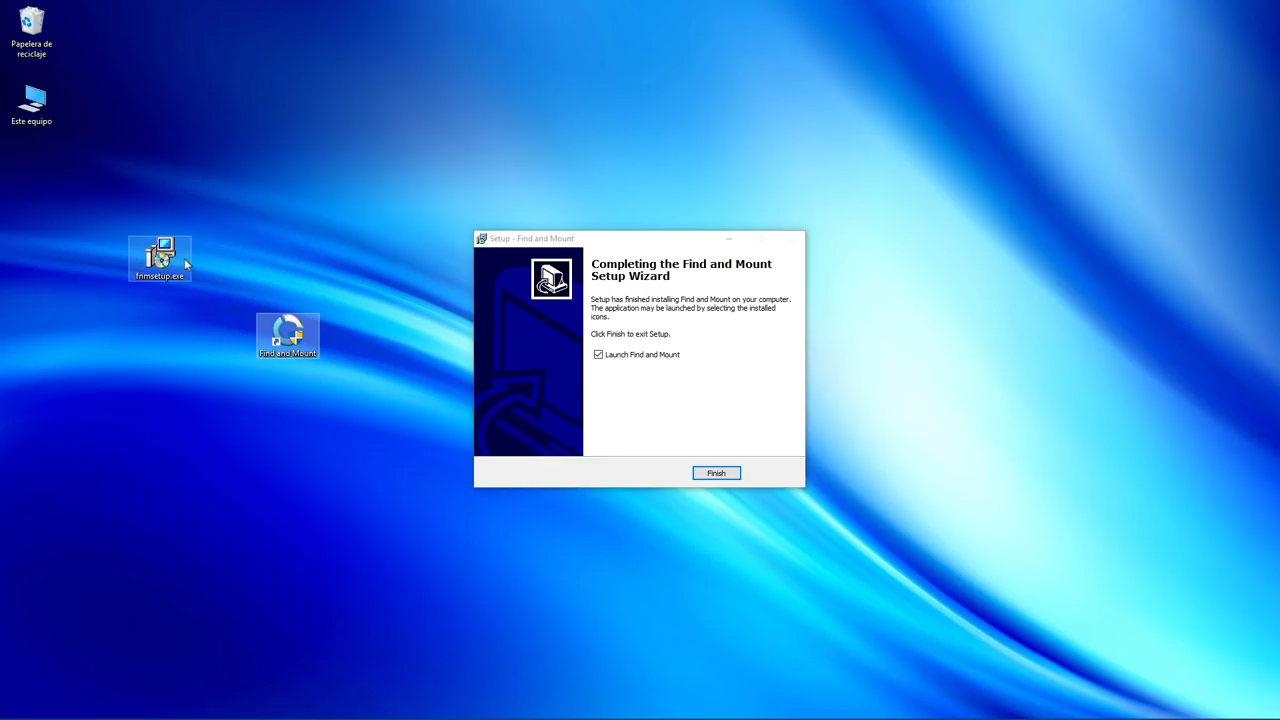 Papelera de
reciclaje
Este equipo
fnmsetup.exe
Find and Mount
Setup - Find and Mount
Completing the Find and Mount
Setup Wizard
Setup has finished installing Find and Mount on your computer.
The application may be launched by selecting the installed
icons.
Click Finish to exit Setup.
Launch Find and Mount
Finish